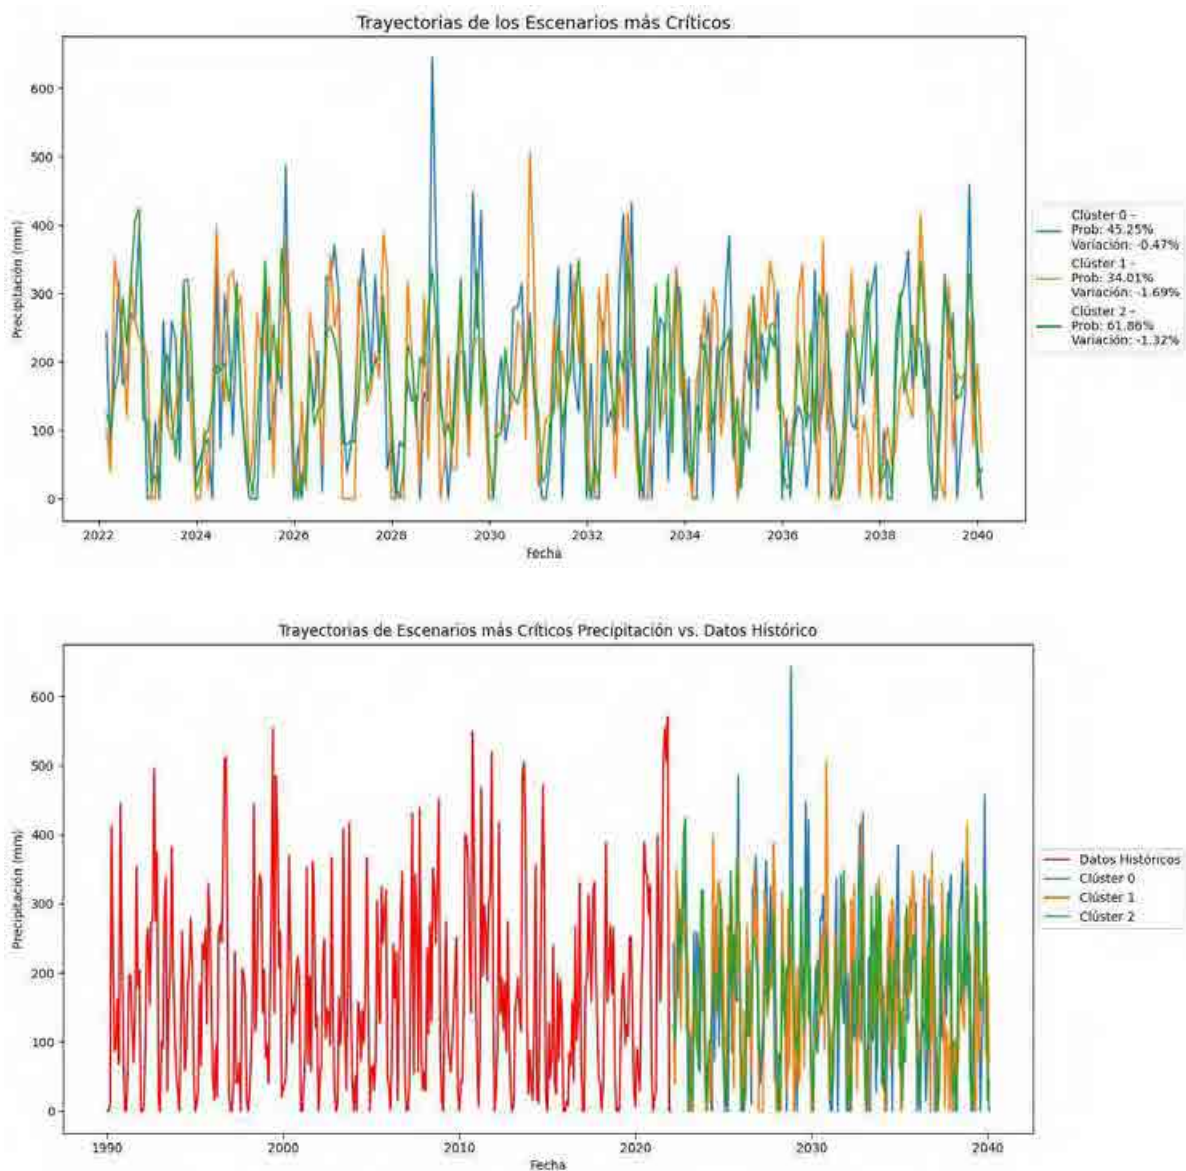 Trayectorias de los Escenarios más Críticos
Precipitación (mm)
600
500
400
300
200
100
0
2022 2024 2026 2028 2030 2032 2034 2036 2038 2040
Fecha
Clúster 0 –
Prob: 45.25%
Variación: -0.47%
Clúster 1 –
Prob: 34.01%
Variación: -1.69%
Clúster 2 –
Prob: 61.86%
Variación: -1.32%
Trayectorias de Escenarios más Críticos Precipitación vs. Datos Histórico
Precipitación (mm)
600
500
400
300
200
100
0
1990 2000 2010 2020 2030 2040
Fecha
Datos Históricos
Clúster 0
Clúster 1
Clúster 2